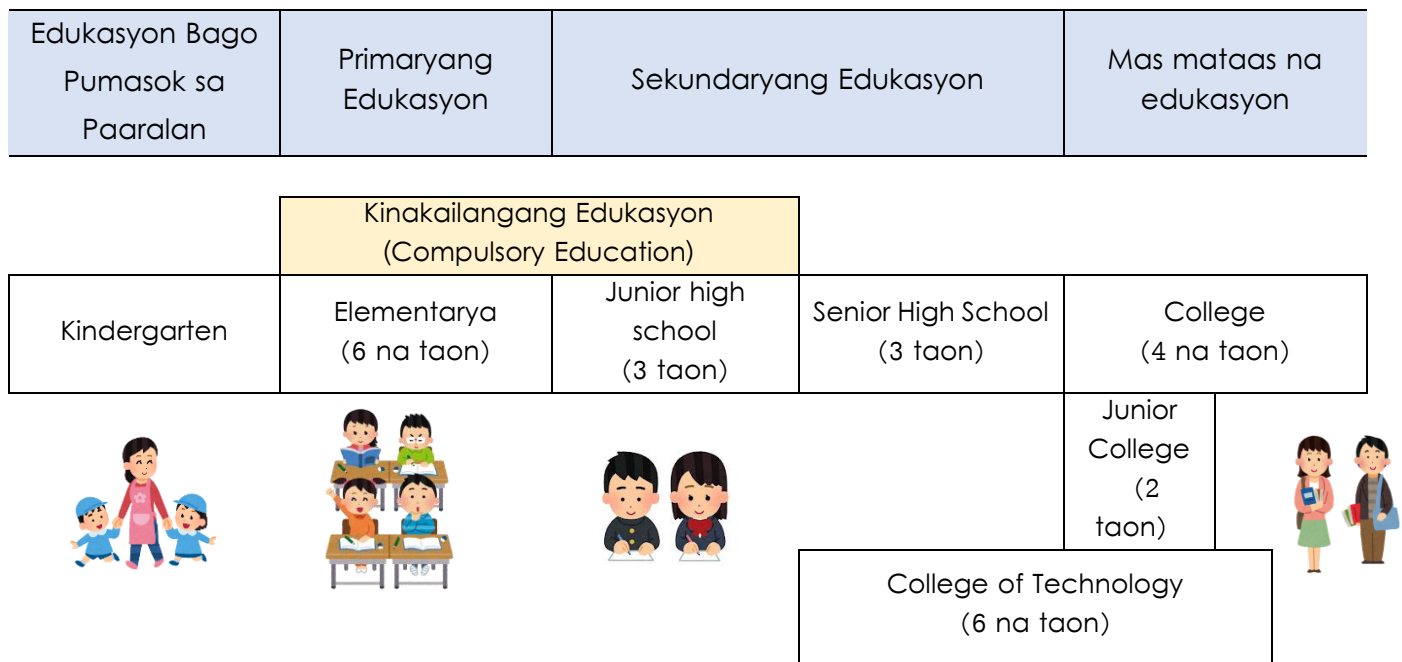 Edukasyon Bago
Pumasok sa
Paaralan
Primaryang
Edukasyon
Sekundaryang Edukasyon
Mas mataas na
edukasyon
Kinakailangang Edukasyon
(Compulsory Education)
Kindergarten
Elementarya
(6 na taon)
Junior high
school
(3 taon)
Senior High School
(3 taon)
College
(4 na taon)
Junior
College
(2
taon)
College of Technology
(6 na taon)